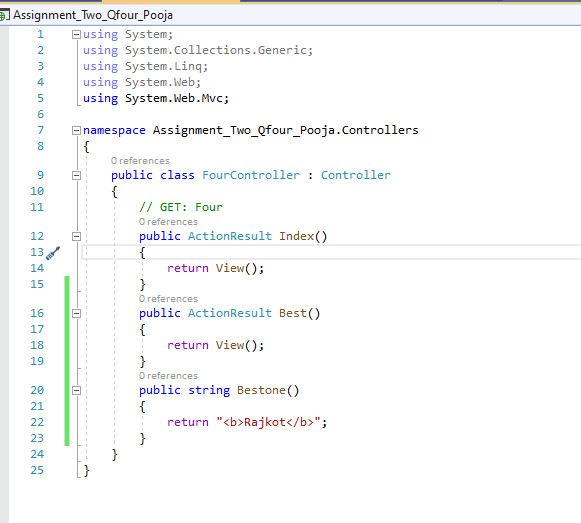 Assignment_Two_Qfour_Pooja
1 using System;
2 using System.Collections.Generic;
3 using System.Linq;
4 using System.Web;
5 using System.Web.Mvc;
6
7 namespace Assignment_Two_Qfour_Pooja.Controllers
8 {
0 references
9 public class FourController : Controller
10 {
11 // GET: Four
0 references
12 public ActionResult Index()
13 {
14 return View();
15 }
0 references
16 public ActionResult Best()
17 {
18 return View();
19 }
0 references
20 public string Bestone()
21 {
22 return "<b>Rajkot</b>";
23 }
24 }
25 }